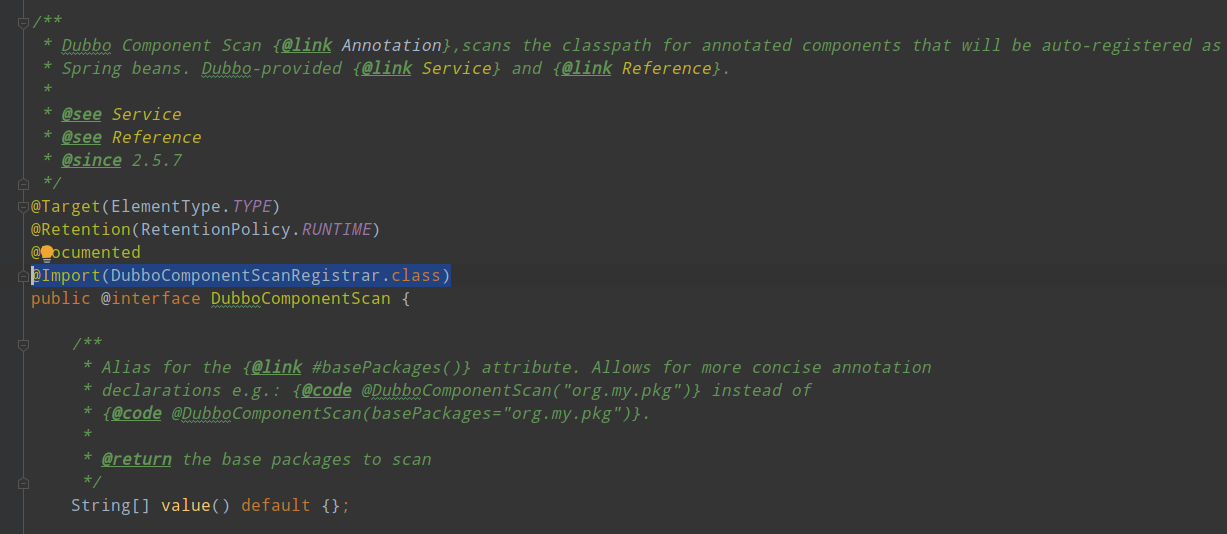 /**
 * Dubbo Component Scan {@link Annotation},scans the classpath for annotated components that will be auto-registered as
 * Spring beans. Dubbo-provided {@link Service} and {@link Reference}.
 *
 * @see Service
 * @see Reference
 * @since 2.5.7
 */
@Target(ElementType.TYPE)
@Retention(RetentionPolicy.RUNTIME)
@Documented
@Import(DubboComponentScanRegistrar.class)
public @interface DubboComponentScan {
    /**
     * Alias for the {@link #basePackages()} attribute. Allows for more concise annotation
     * declarations e.g.: {@code @DubboComponentScan("org.my.pkg")} instead of
     * {@code @DubboComponentScan(basePackages="org.my.pkg")}.
     *
     * @return the base packages to scan
     */
    String[] value() default {};